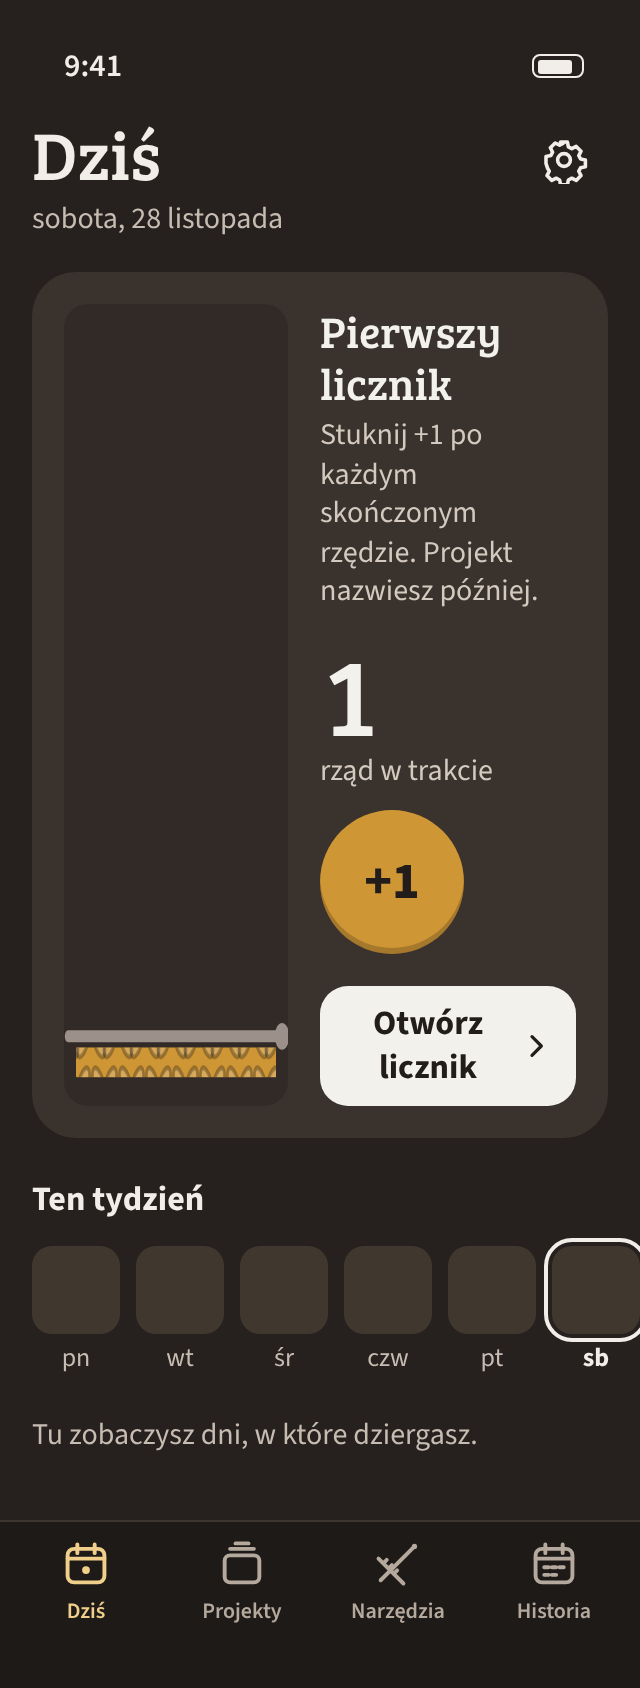 9:41
Dziś
sobota, 28 listopada
Pierwszy
licznik
Stuknij +1 po
każdym
skończonym
rzędzie. Projekt
nazwiesz później.
1
rząd w trakcie
+1
Otwórz
licznik
Ten tydzień
pn wt śr czw pt sb
Tu zobaczysz dni, w które dziergasz.
Dziś Projekty Narzędzia Historia